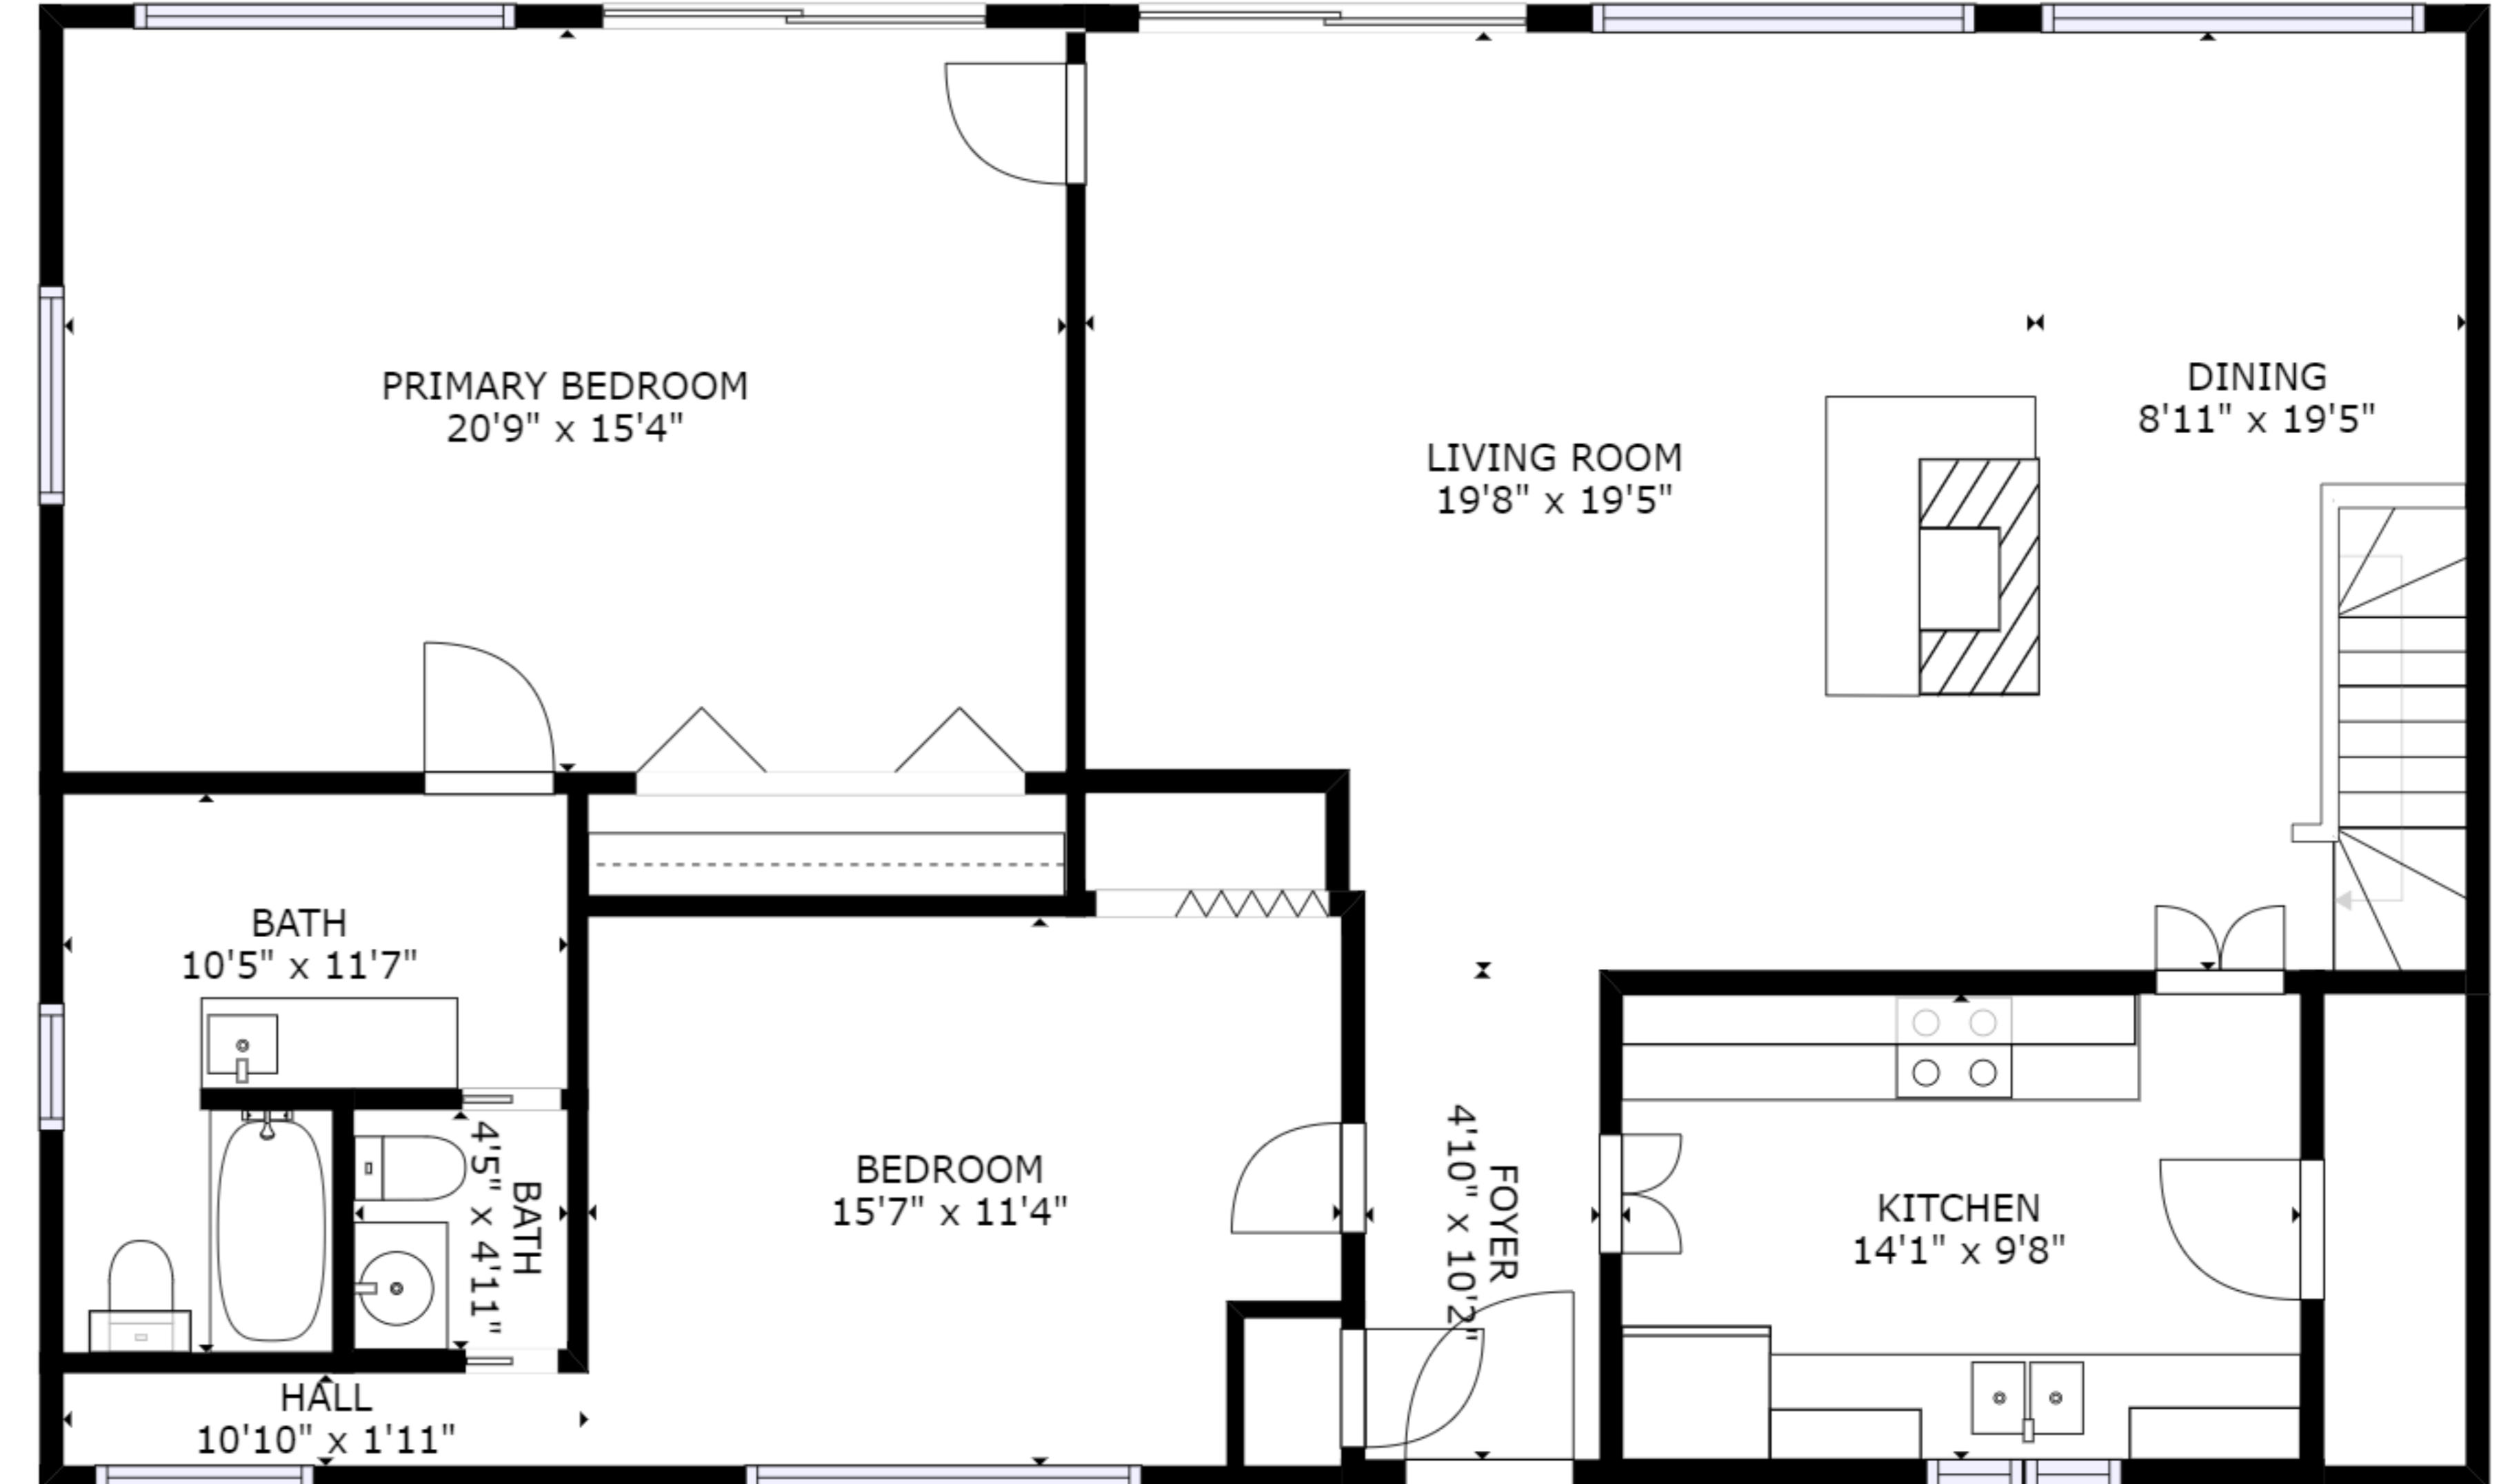 PRIMARY BEDROOM
20'9" x 15'4"
LIVING ROOM
19'8" x 19'5"
DINING
8'11" x 19'5"
BATH
10'5" x 11'7"
BATH
4'5" x 4'11"
BEDROOM
15'7" x 11'4"
FOYER
4'10" x 10'2"
KITCHEN
14'1" x 9'8"
HALL
10'10" x 1'11"